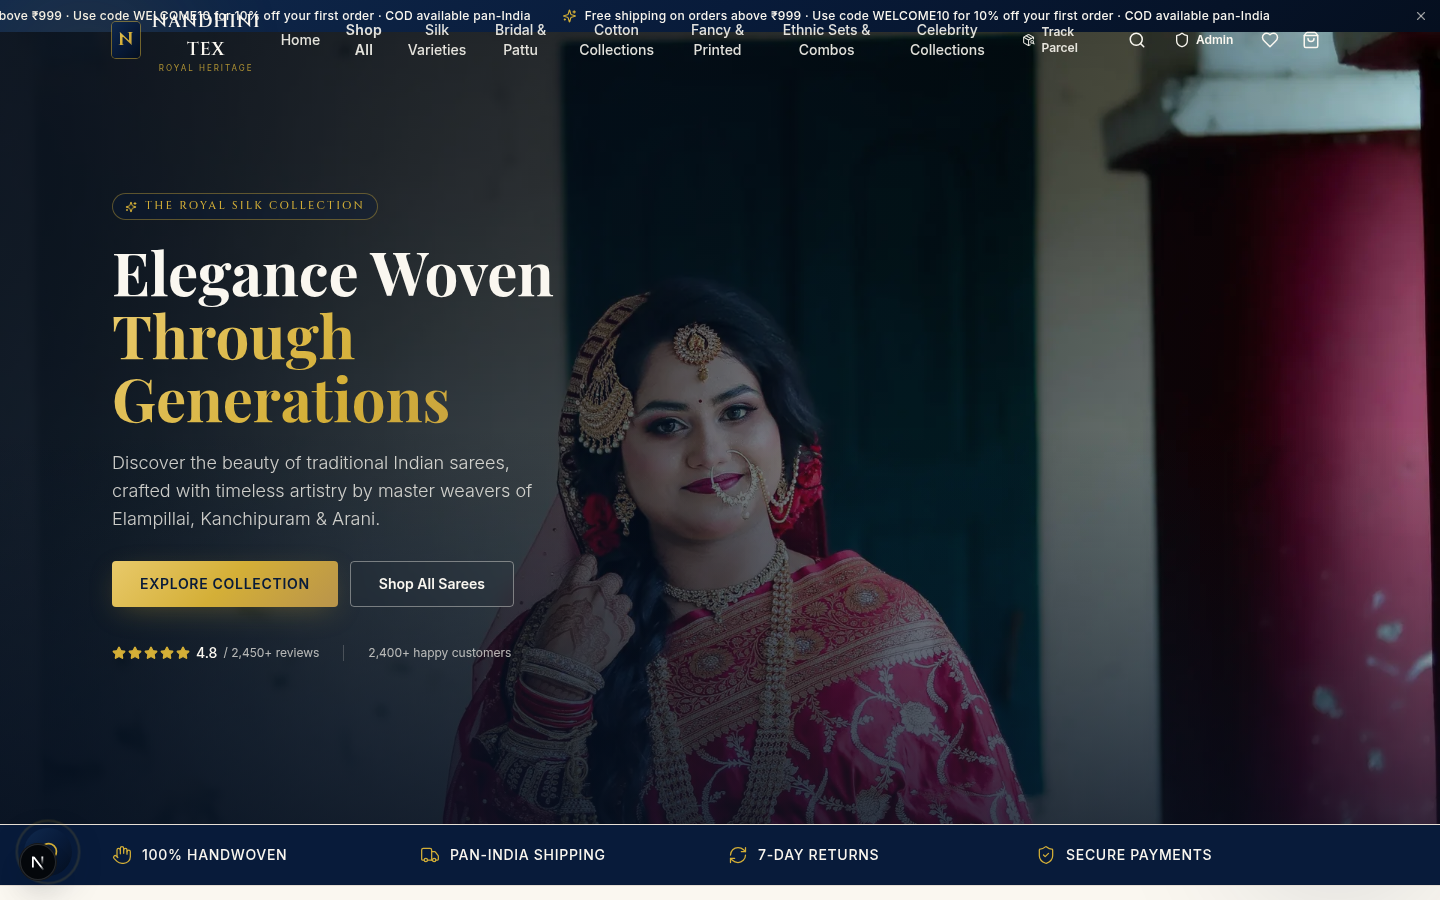 bove ₹999 · Use code WELCOME10 for 10% off your first order · COD available pan-India
Free shipping on orders above ₹999 · Use code WELCOME10 for 10% off your first order · COD available pan-India
N
NANDHINI
TEX
ROYAL HERITAGE
Home
Shop
All
Silk
Varieties
Bridal &
Pattu
Cotton
Collections
Fancy &
Printed
Ethnic Sets &
Combos
Celebrity
Collections
Track
Parcel
Admin
THE ROYAL SILK COLLECTION
Elegance Woven
Through
Generations
Discover the beauty of traditional Indian sarees,
crafted with timeless artistry by master weavers of
Elampillai, Kanchipuram & Arani.
EXPLORE COLLECTION
Shop All Sarees
4.8 / 2,450+ reviews
2,400+ happy customers
N
100% HANDWOVEN
PAN-INDIA SHIPPING
7-DAY RETURNS
SECURE PAYMENTS